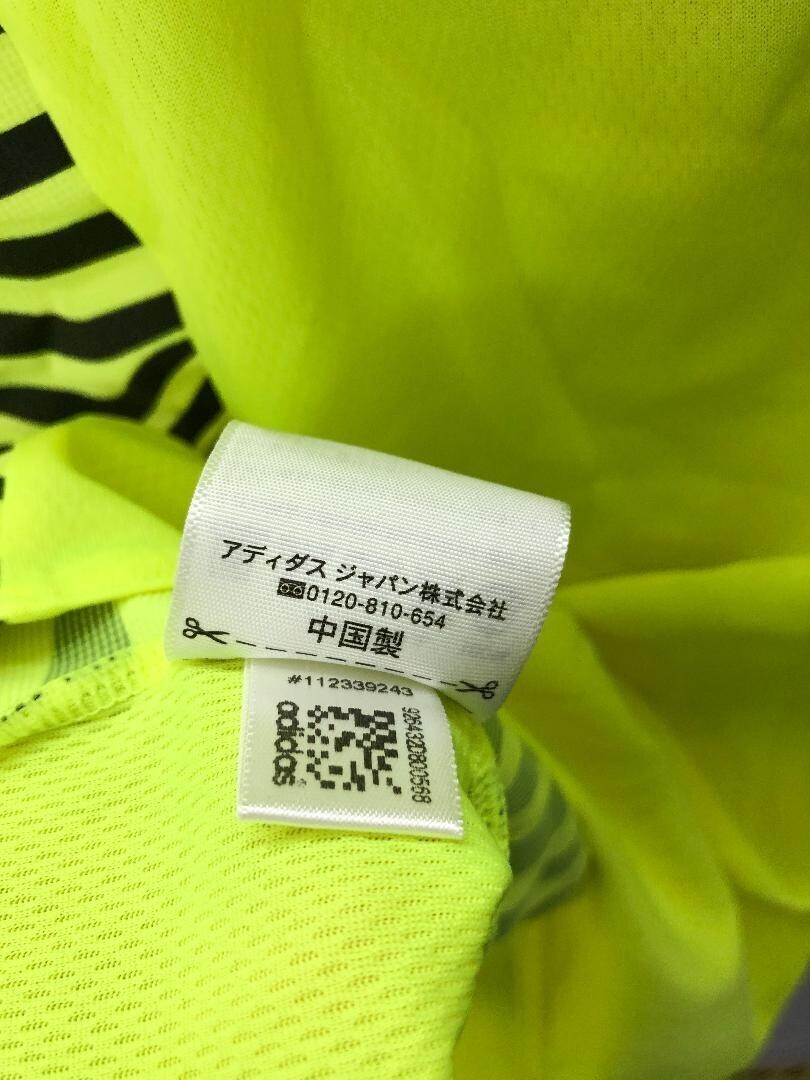 アディダス ジャパン株式会社
0120-810-654
中国製
#112339243
adidas